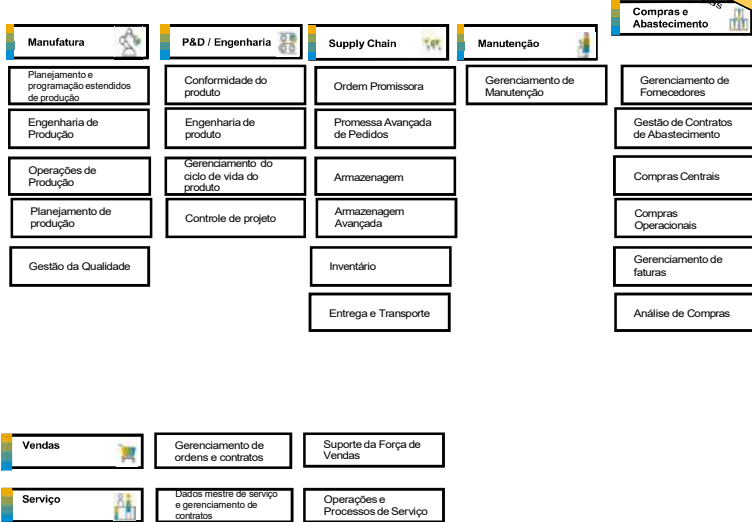 Compras e
Abastecimento
Manufatura
P&D / Engenharia
Supply Chain
Manutenção
Planejamento e
programação estendidos
de produção
Engenharia de
Produção
Operações de
Produção
Planejamento de
produção
Gestão da Qualidade
Conformidade do
produto
Engenharia de
produto
Gerenciamento do
ciclo de vida do
produto
Controle de projeto
Ordem Promissora
Promessa Avançada
de Pedidos
Armazenagem
Armazenagem
Avançada
Inventário
Entrega e Transporte
Gerenciamento de
Manutenção
Gerenciamento de
Fornecedores
Gestão de Contratos
de Abastecimento
Compras Centrais
Compras
Operacionais
Gerenciamento de
faturas
Análise de Compras
Vendas
Gerenciamento de
ordens e contratos
Suporte da Força de
Vendas
Serviço
Dados mestre de serviço
e gerenciamento de
contratos
Operações e
Processos de Serviço